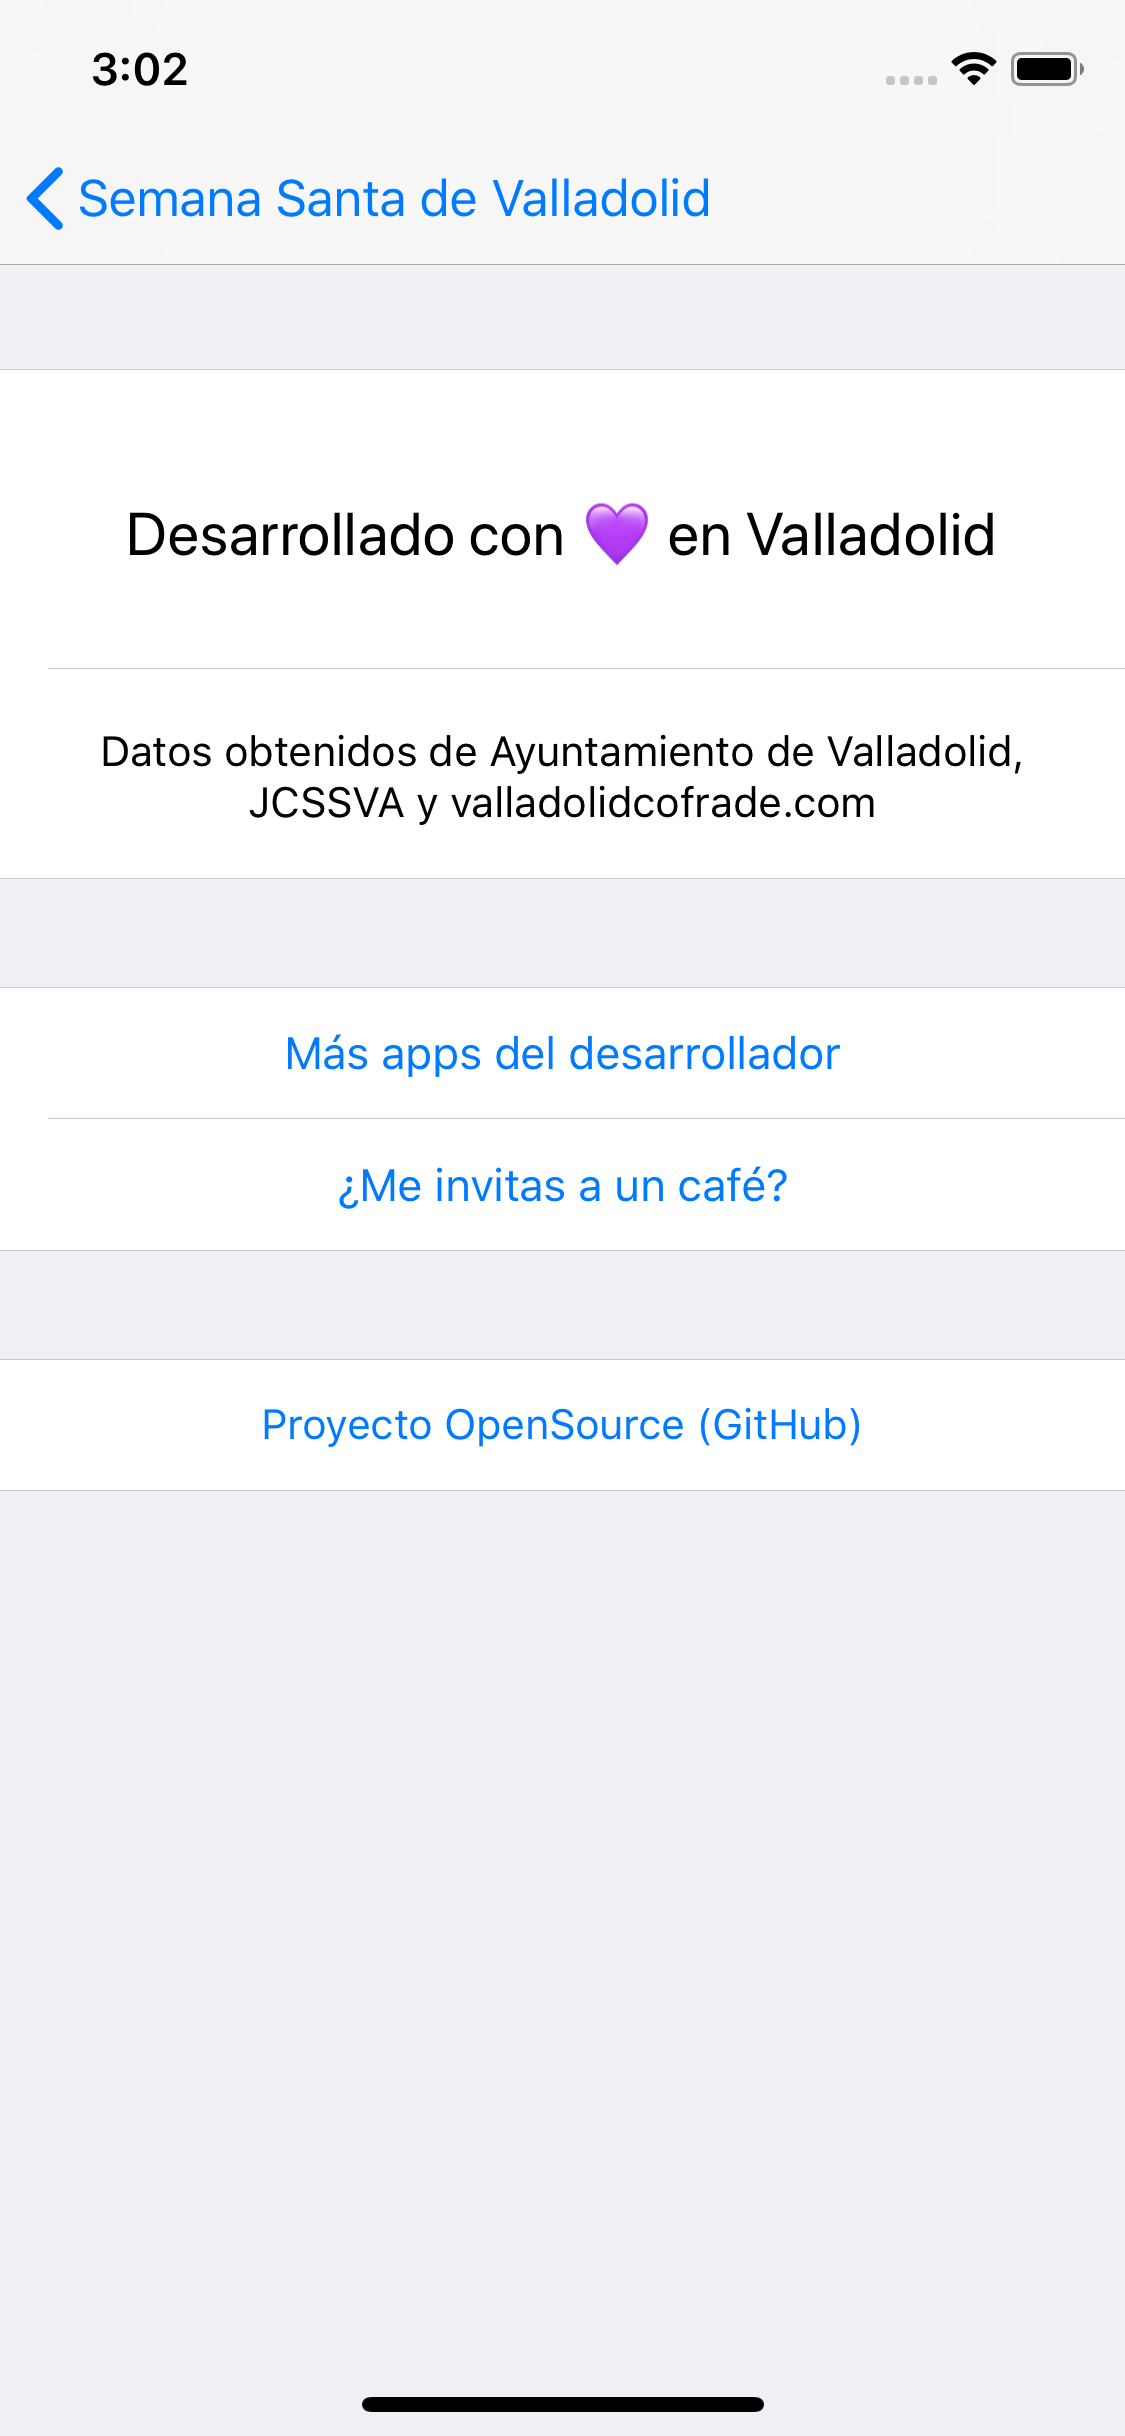 3:02
Semana Santa de Valladolid
Desarrollado con 💜 en Valladolid
Datos obtenidos de Ayuntamiento de Valladolid,
JCSSVA y valladolidcofrade.com
Más apps del desarrollador
¿Me invitas a un café?
Proyecto OpenSource (GitHub)